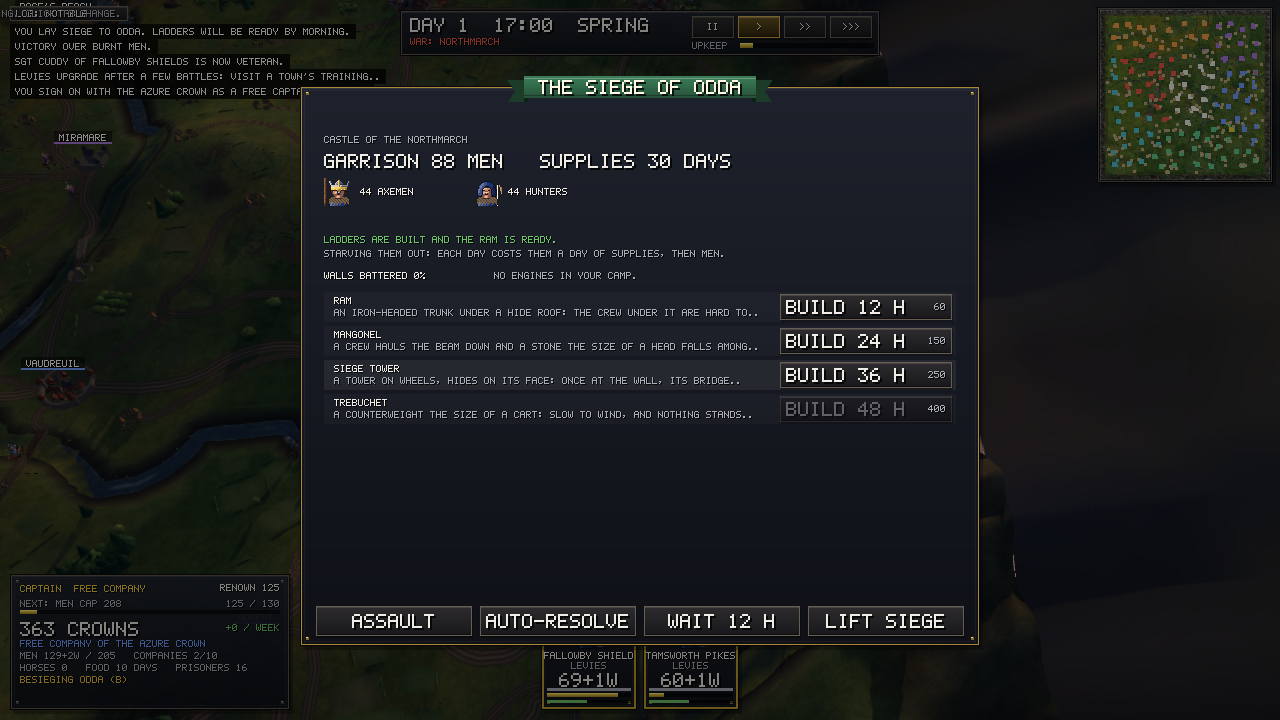 YOU LAY SIEGE TO ODDA. LADDERS WILL BE READY BY MORNING.
VICTORY OVER BURNT MEN.
SGT CUDDY OF FALLOWBY SHIELDS IS NOW VETERAN.
LEVIES UPGRADE AFTER A FEW BATTLES: VISIT A TOWN'S TRAINING..
YOU SIGN ON WITH THE AZURE CROWN AS A FREE CAPTA
DAY 1 17:00 SPRING
WAR: NORTHMARCH
II > >> >>>
UPKEEP
MIRAMARE
VAUDREUIL
THE SIEGE OF ODDA
CASTLE OF THE NORTHMARCH
GARRISON 88 MEN SUPPLIES 30 DAYS
44 AXEMEN 44 HUNTERS
LADDERS ARE BUILT AND THE RAM IS READY.
STARVING THEM OUT: EACH DAY COSTS THEM A DAY OF SUPPLIES, THEN MEN.
WALLS BATTERED 0% NO ENGINES IN YOUR CAMP.
RAM
AN IRON-HEADED TRUNK UNDER A HIDE ROOF: THE CREW UNDER IT ARE HARD TO..
BUILD 12 H 60
MANGONEL
A CREW HAULS THE BEAM DOWN AND A STONE THE SIZE OF A HEAD FALLS AMONG..
BUILD 24 H 150
SIEGE TOWER
A TOWER ON WHEELS, HIDES ON ITS FACE: ONCE AT THE WALL, ITS BRIDGE..
BUILD 36 H 250
TREBUCHET
A COUNTERWEIGHT THE SIZE OF A CART: SLOW TO WIND, AND NOTHING STANDS..
BUILD 48 H 400
ASSAULT AUTO-RESOLVE WAIT 12 H LIFT SIEGE
CAPTAIN FREE COMPANY RENOWN 125
NEXT: MEN CAP 208 125 / 130
363 CROWNS +0 / WEEK
FREE COMPANY OF THE AZURE CROWN
MEN 129+2W / 205 COMPANIES 2/10
HORSES 0 FOOD 10 DAYS PRISONERS 16
BESIEGING ODDA (B)
FALLOWBY SHIELD
LEVIES
69+1W
TAMSWORTH PIKES
LEVIES
60+1W